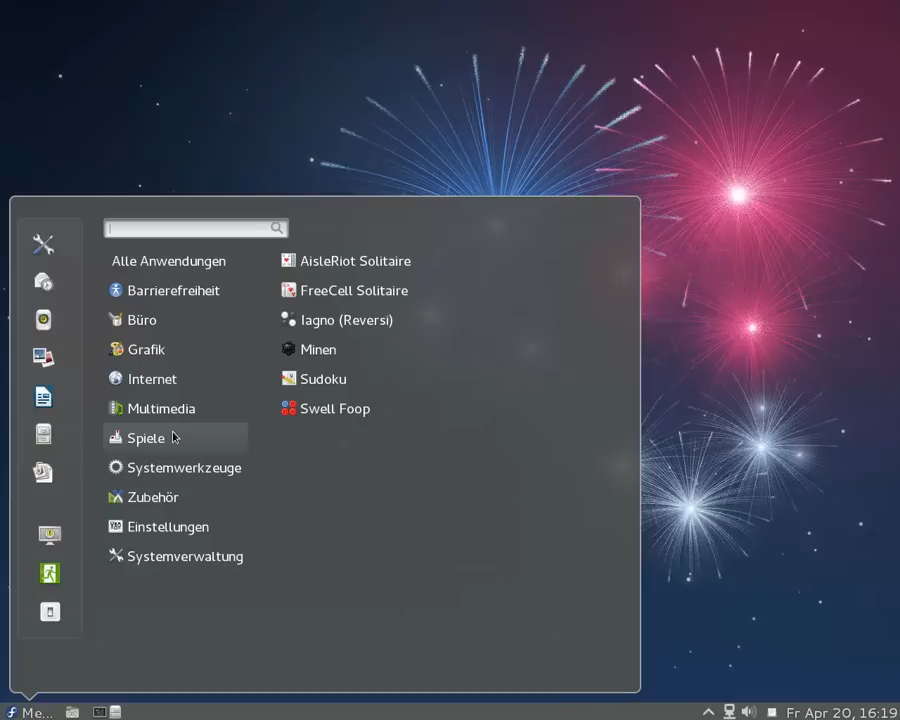 Alle Anwendungen
Barrierefreiheit
Büro
Grafik
Internet
Multimedia
Spiele
Systemwerkzeuge
Zubehör
Einstellungen
Systemverwaltung
AisleRiot Solitaire
FreeCell Solitaire
Iagno (Reversi)
Minen
Sudoku
Swell Foop
Me...
Fr Apr 20, 16:19